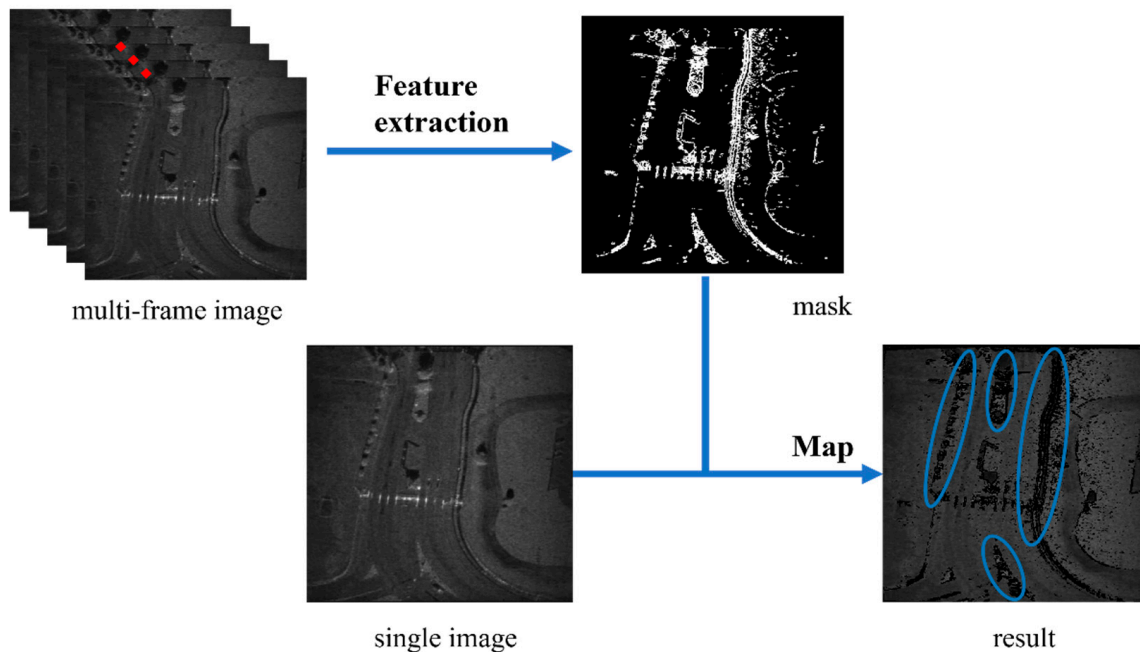 Feature
extraction
multi-frame image
mask
Map
single image
result